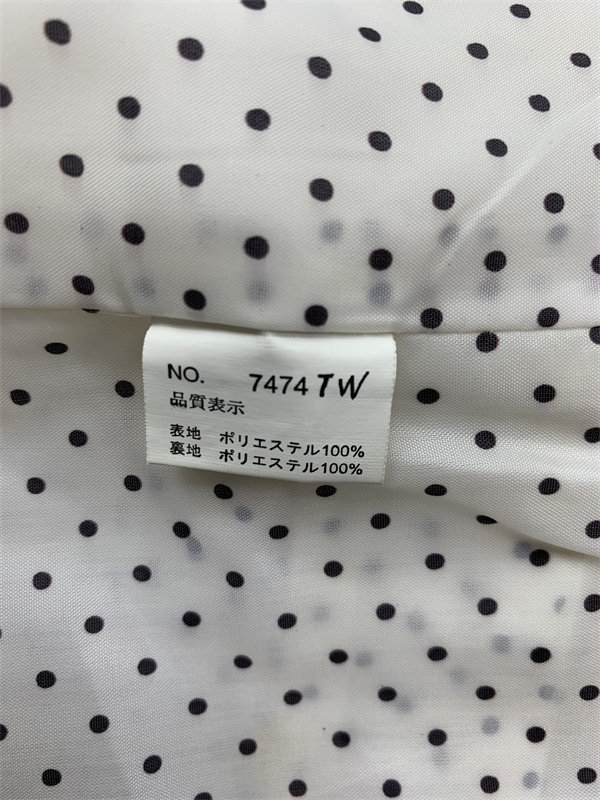 NO. 7474 TW
品質表示
表地 ポリエステル100%
裏地 ポリエステル100%